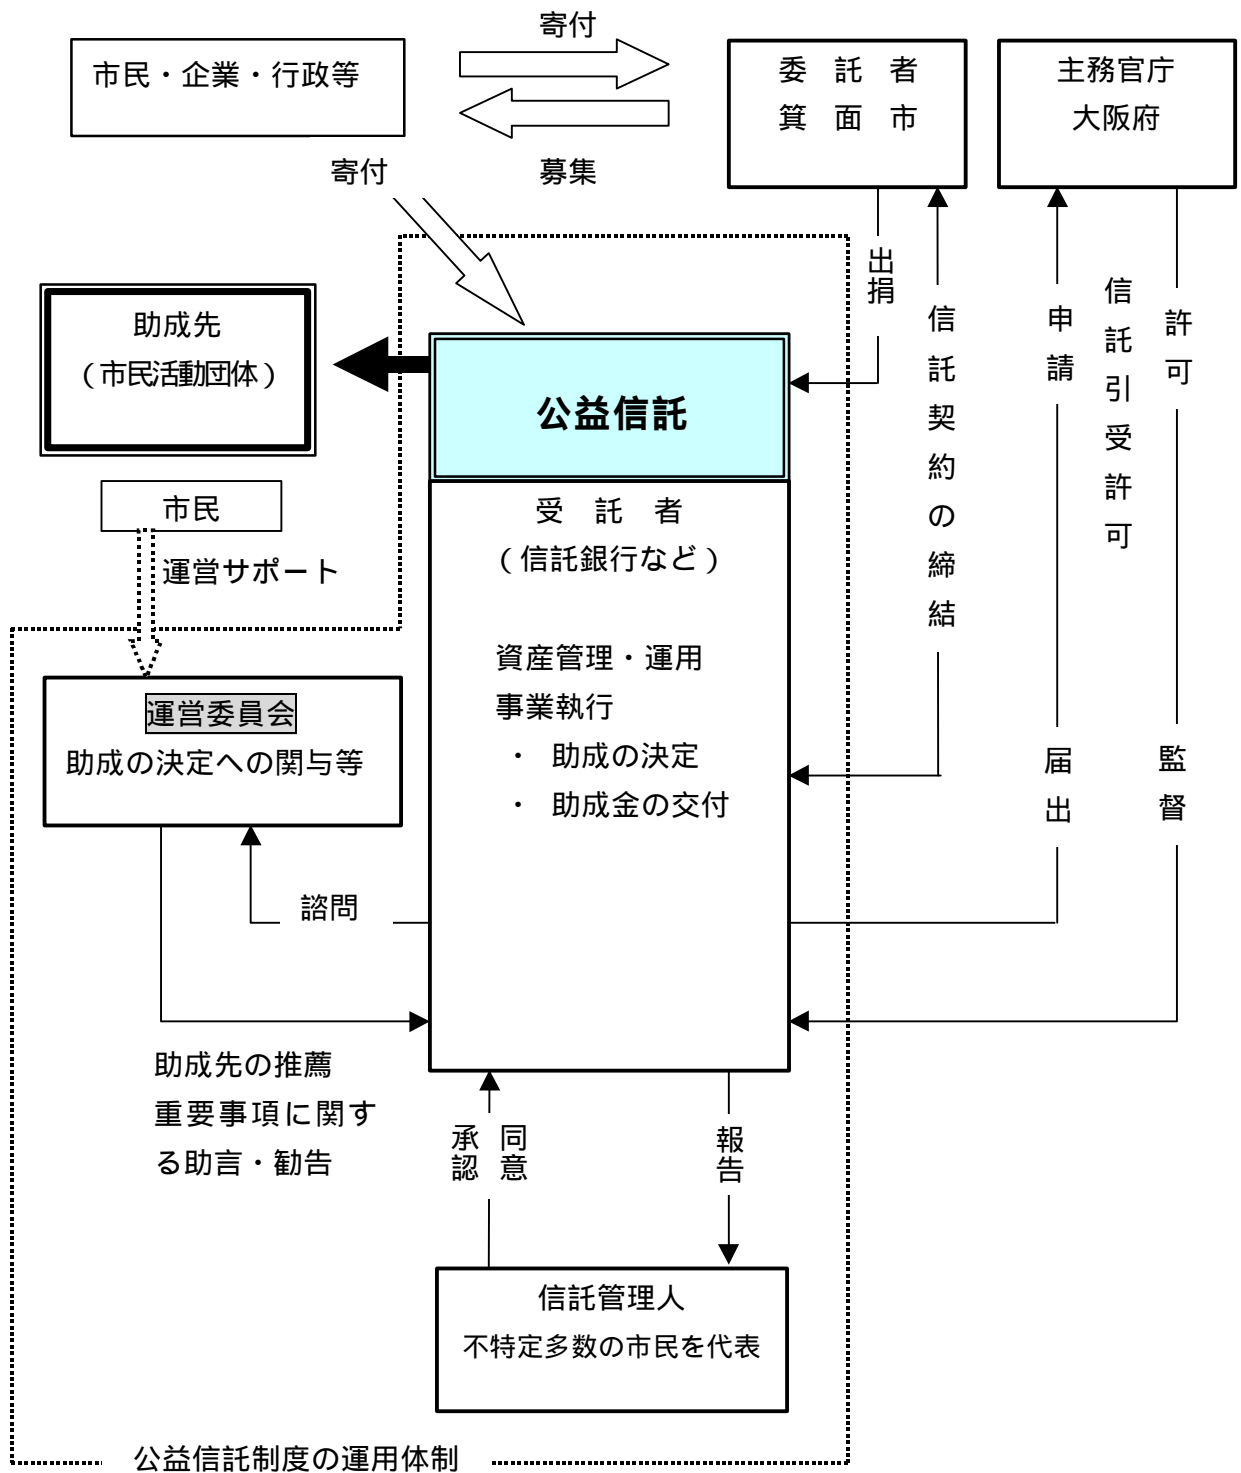 寄付
市民・企業・行政等
委 託 者
箕 面 市
主務官庁
大阪府
寄付
募集
出捐
信託契約の締結
申請
信託引受許可
許可
助成先
（市民活動団体）
公益信託
市民
運営サポート
受 託 者
（信託銀行など）
資産管理・運用
事業執行
・ 助成の決定
・ 助成金の交付
運営委員会
助成の決定への関与等
届出
監督
諮問
助成先の推薦
重要事項に関す
る助言・勧告
承認
同意
報告
信託管理人
不特定多数の市民を代表
公益信託制度の運用体制